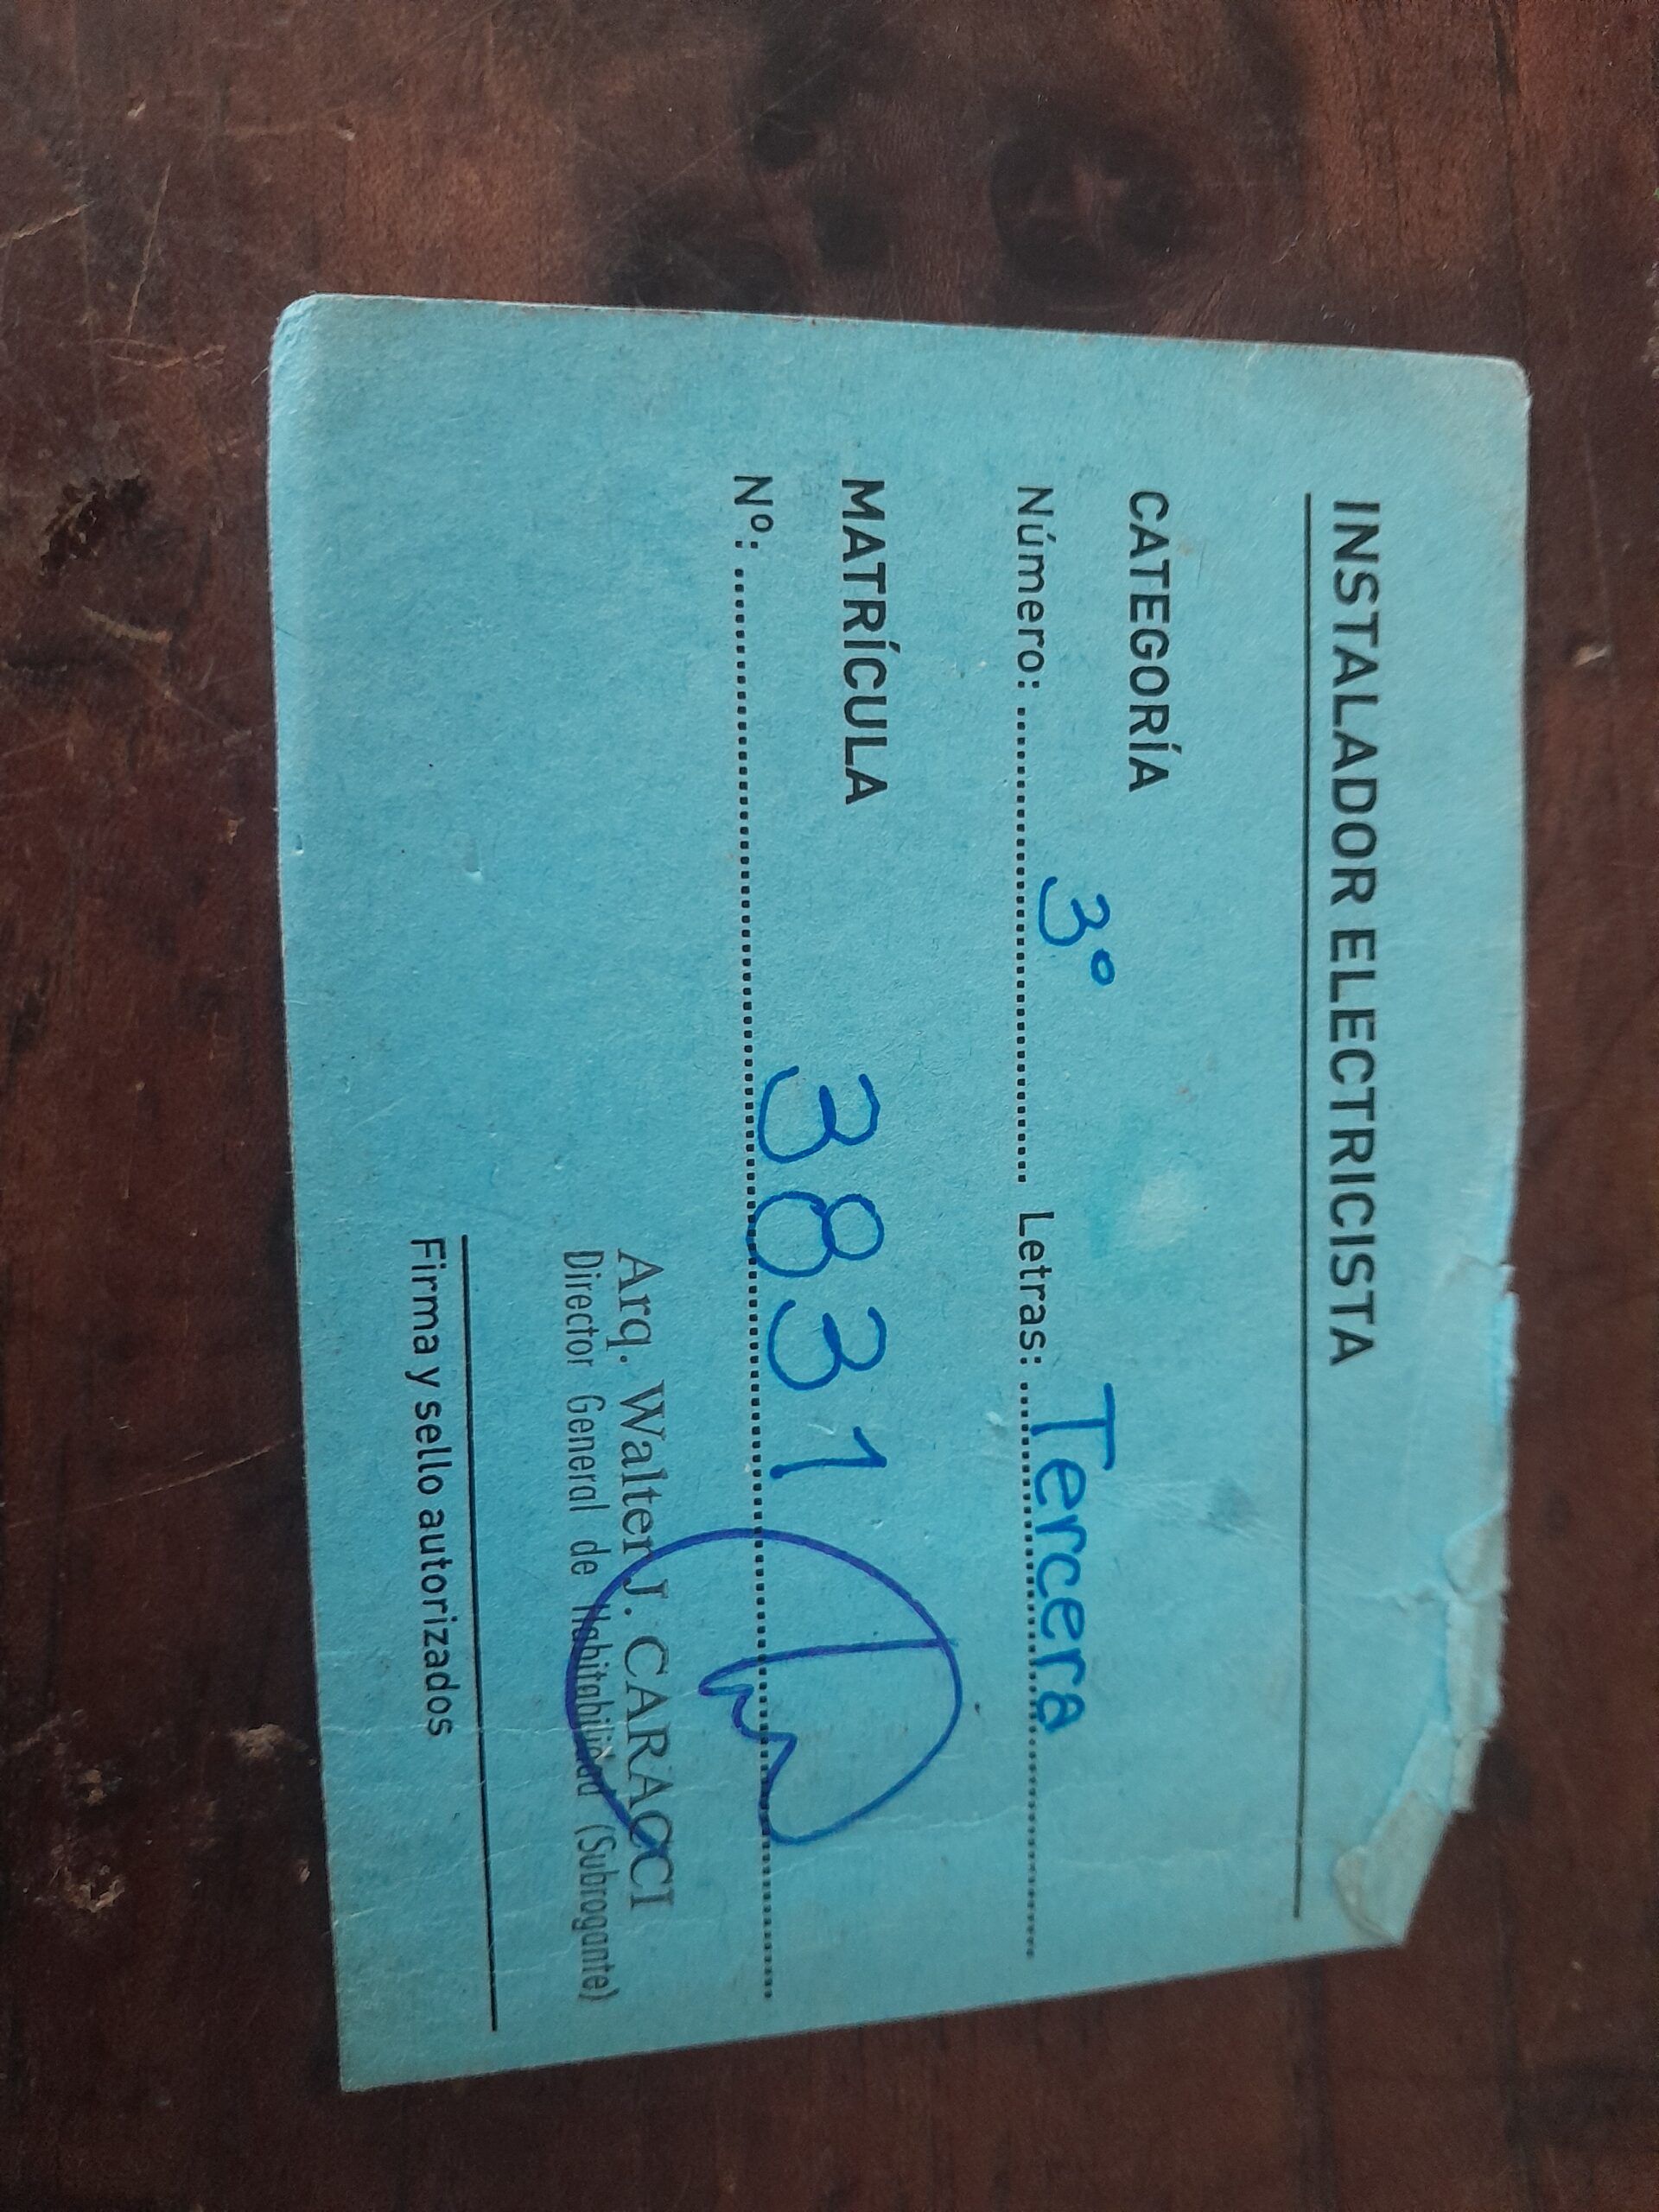 INSTALADOR ELECTRICISTA
CATEGORÍA
Número: 3° Letras: Tercera
MATRÍCULA
Nº: 3831
Arq. Walter J. CARACCI
Director General de Habitabilidad (Subrogante)
Firma y sello autorizados